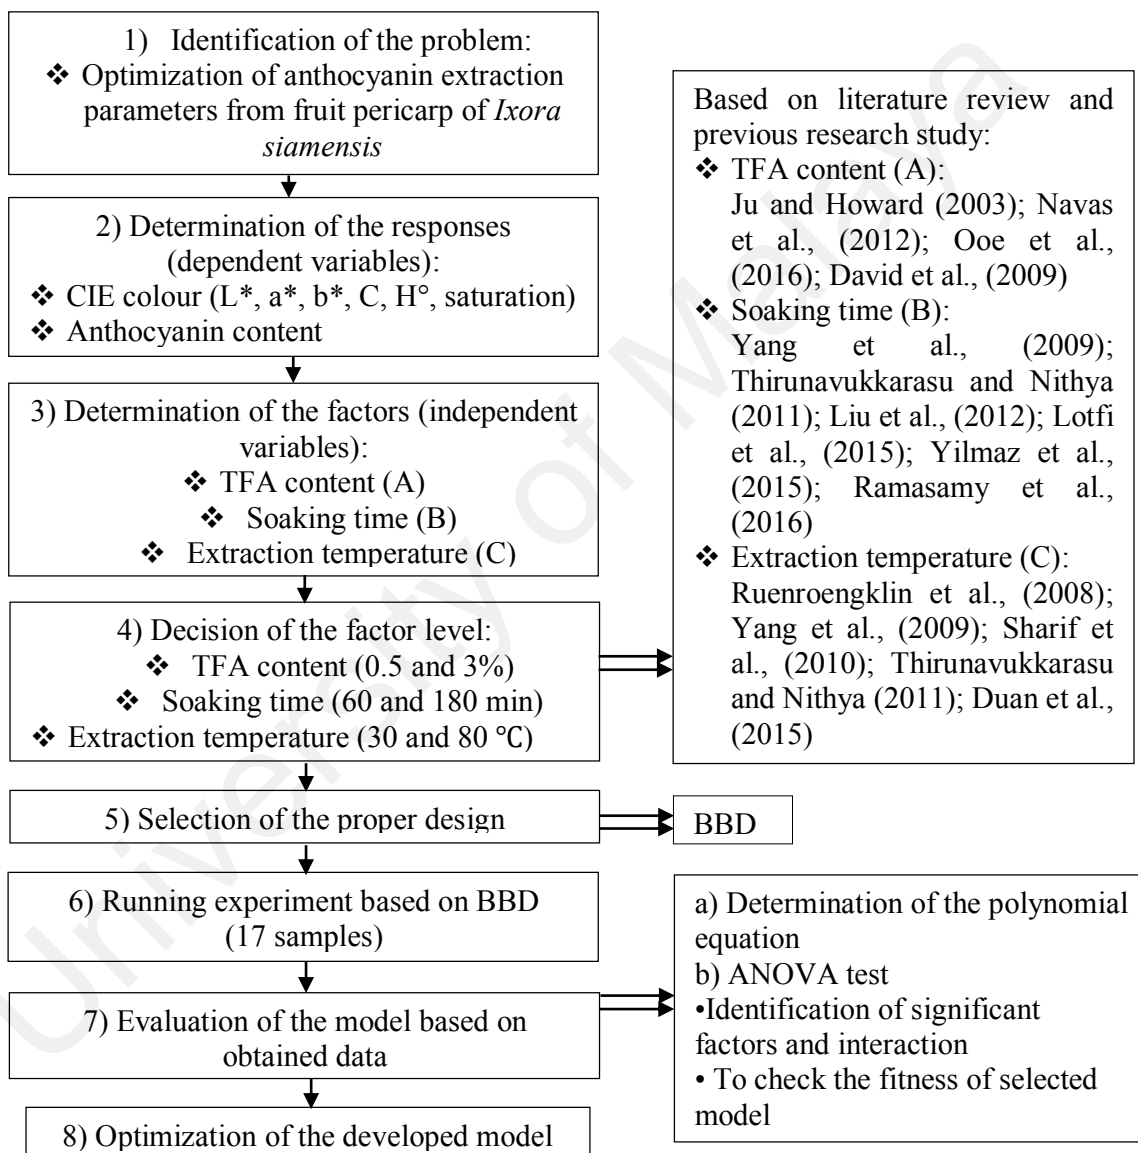 1) Identification of the problem:
❖ Optimization of anthocyanin extraction
parameters from fruit pericarp of Ixora
siamensis
2) Determination of the responses
(dependent variables):
❖ CIE colour (L*, a*, b*, C, H°, saturation)
❖ Anthocyanin content
3) Determination of the factors (independent
variables):
❖ TFA content (A)
❖ Soaking time (B)
❖ Extraction temperature (C)
4) Decision of the factor level:
❖ TFA content (0.5 and 3%)
❖ Soaking time (60 and 180 min)
❖ Extraction temperature (30 and 80 °C)
Based on literature review and
previous research study:
❖ TFA content (A):
Ju and Howard (2003); Navas
et al., (2012); Ooe et al.,
(2016); David et al., (2009)
❖ Soaking time (B):
Yang et al., (2009);
Thirunavukkarasu and Nithya
(2011); Liu et al., (2012); Lotfi
et al., (2015); Yilmaz et al.,
(2015); Ramasamy et al.,
(2016)
❖ Extraction temperature (C):
Ruenroengklin et al., (2008);
Yang et al., (2009); Sharif et
al., (2010); Thirunavukkarasu
and Nithya (2011); Duan et al.,
(2015)
5) Selection of the proper design
BBD
6) Running experiment based on BBD
(17 samples)
7) Evaluation of the model based on
obtained data
a) Determination of the polynomial
equation
b) ANOVA test
•Identification of significant
factors and interaction
• To check the fitness of selected
model
8) Optimization of the developed model
University of Malaya